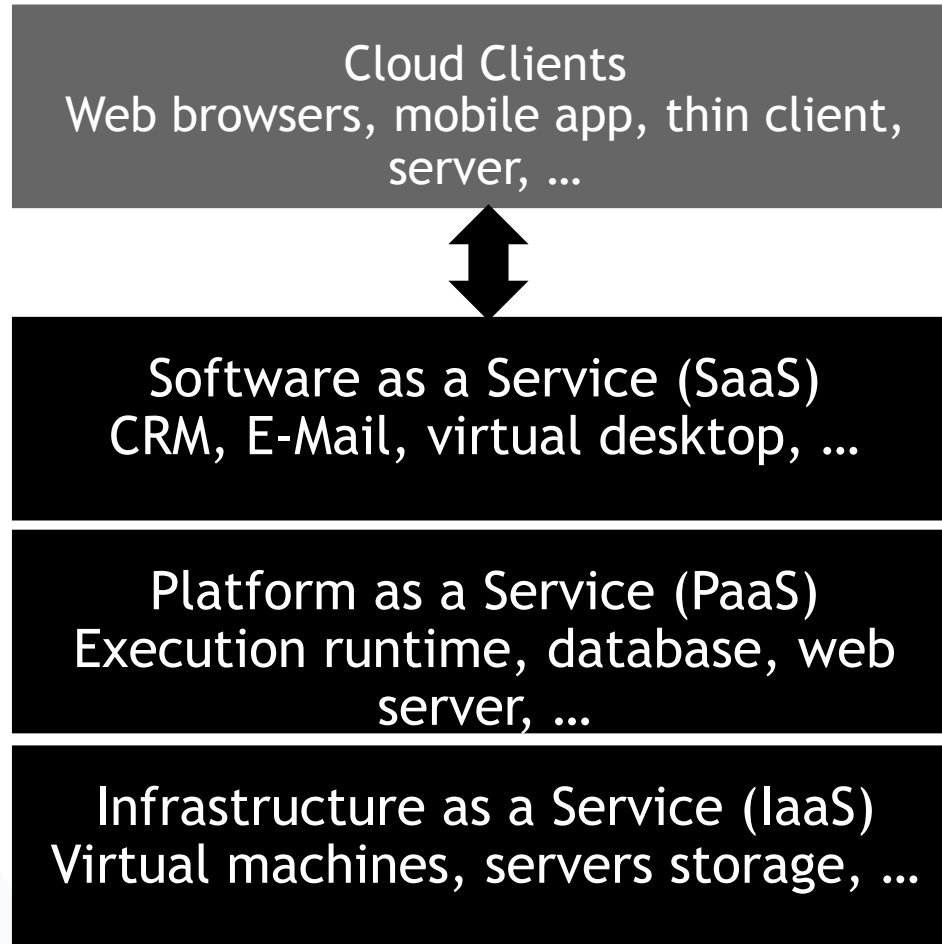 Cloud Clients
Web browsers, mobile app, thin client,
server, …
Software as a Service (SaaS)
CRM, E-Mail, virtual desktop, …
Platform as a Service (PaaS)
Execution runtime, database, web
server, …
Infrastructure as a Service (IaaS)
Virtual machines, servers storage, …